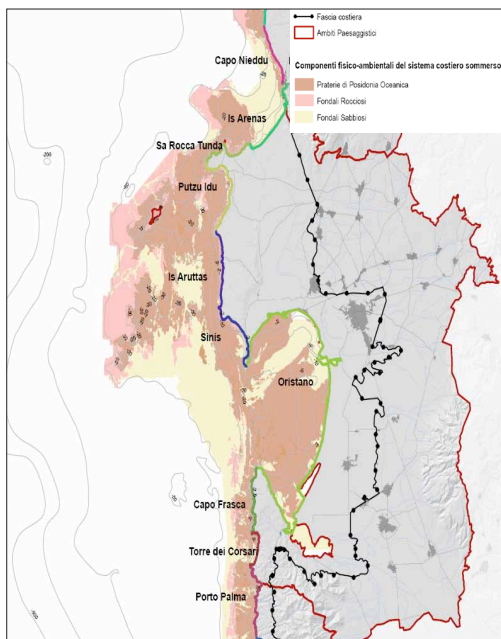 Fascia costiera
Ambiti Paesaggistici
Componenti fisico-ambientali del sistema costiero sommerso
Praterie di Posidonia Oceanica
Fondali Rocciosi
Fondali Sabbiosi
Capo Nieddu
Is Arenas
Sa Rocca Tunda
Putzu Idu
Is Aruttas
Sinis
Oristano
Capo Frasca
Torre dei Corsari
Porto Palma
-200